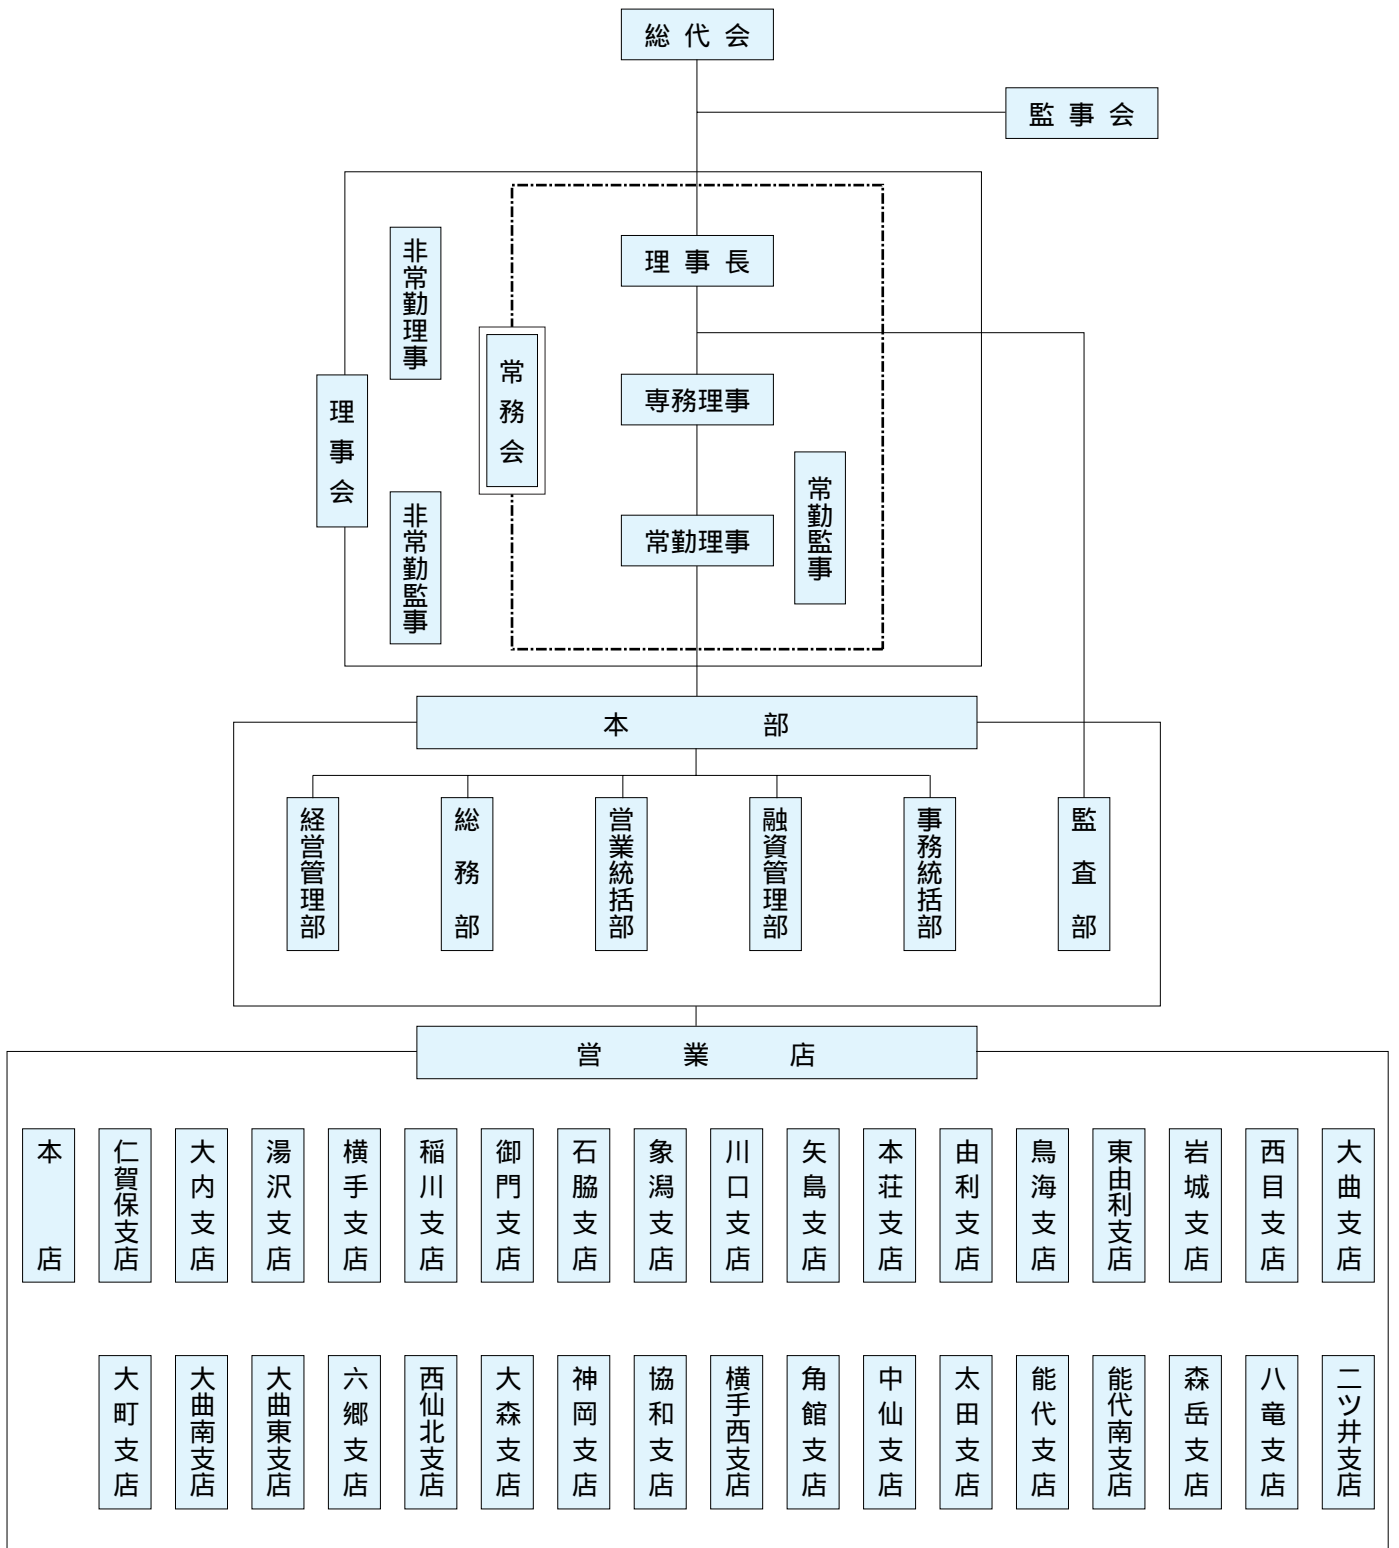 総代会
監事会
理事長
非常勤理事
常務会
専務理事
理事会
常勤監事
非常勤監事
常勤理事
本部
経営管理部
総務部
営業統括部
融資管理部
事務統括部
監査部
営業店
本店
仁賀保支店
大内支店
湯沢支店
横手支店
稲川支店
御門支店
石脇支店
象潟支店
川口支店
矢島支店
本荘支店
由利支店
鳥海支店
東由利支店
岩城支店
西目支店
大曲支店
大町支店
大曲南支店
大曲東支店
六郷支店
西仙北支店
大森支店
神岡支店
協和支店
横手西支店
角館支店
中仙支店
太田支店
能代支店
能代南支店
森岳支店
八竜支店
二ツ井支店